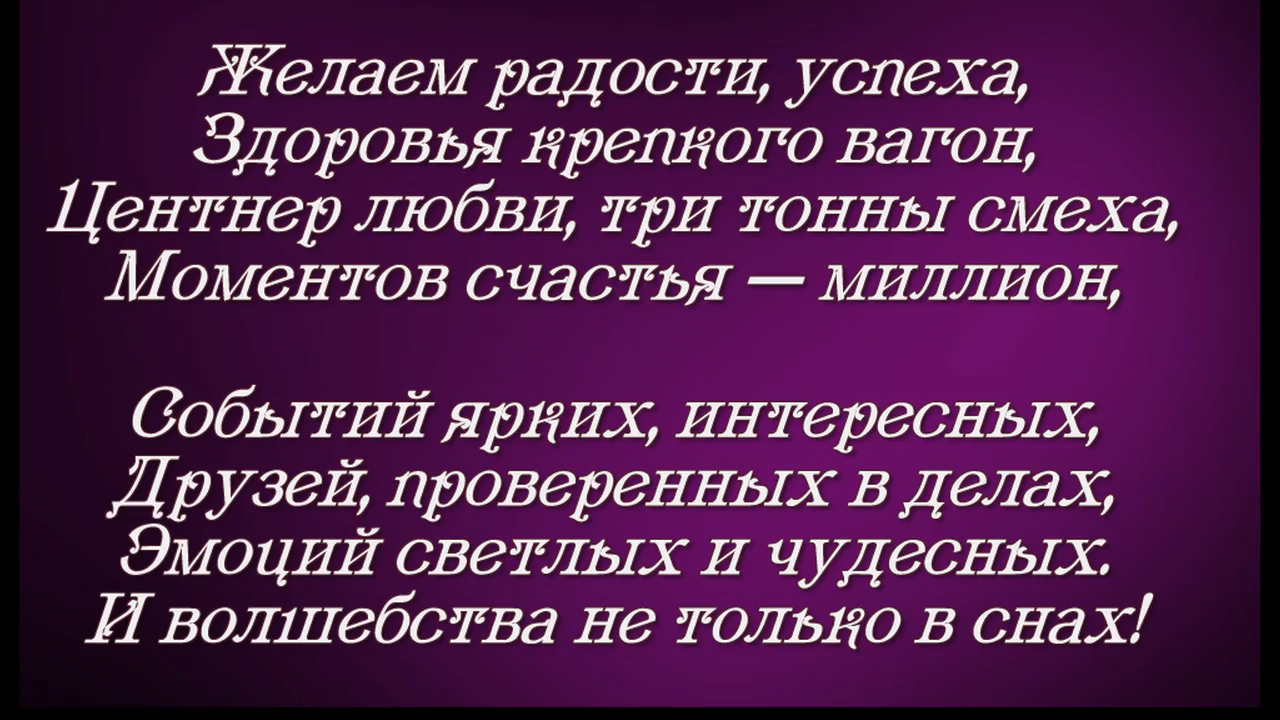 Желаем радости, успеха,
Здоровья крепкого вагон,
Центнер любви, три тонны смеха,
Моментов счастья — миллион,
Событий ярких, интересных,
Друзей, проверенных в делах,
Эмоций светлых и чудесных.
И волшебства не только в снах!